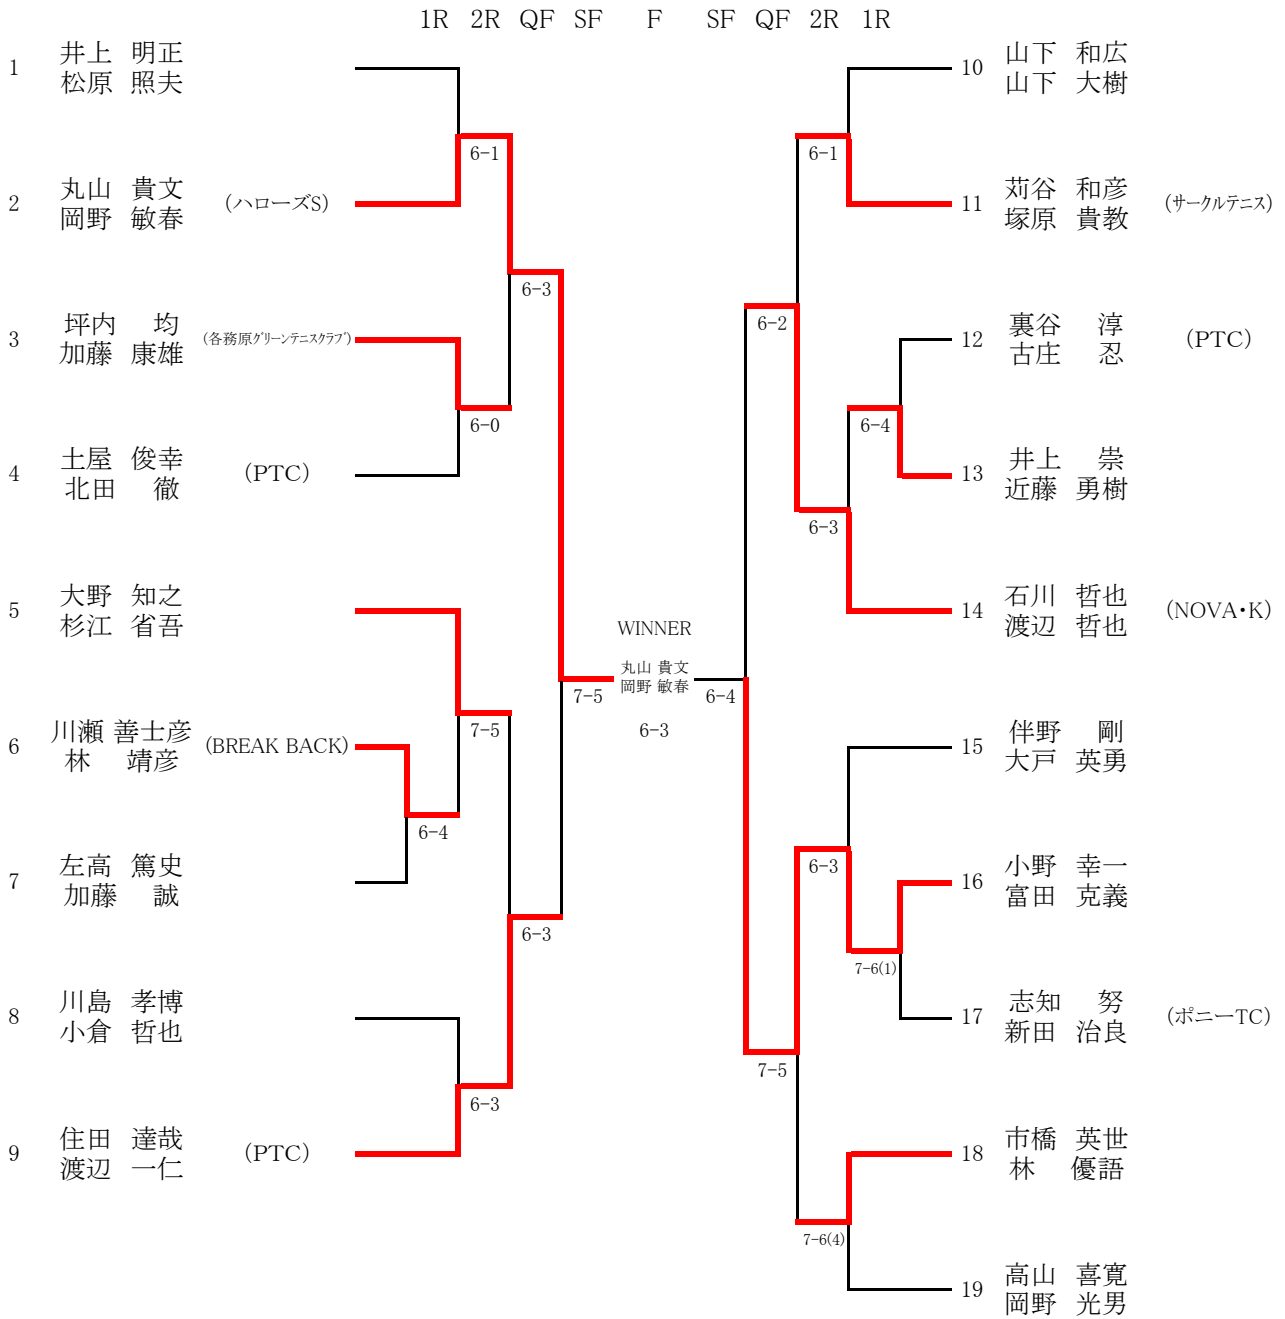 1R 2R QF SF F SF QF 2R 1R
1 井上 明正
松原 照夫
2 丸山 貴文 (ハローズS)
岡野 敏春
6-1
3 坪内 均 (各務原グリーンテニスクラブ)
加藤 康雄
6-3
4 土屋 俊幸 (PTC)
北田 徹
6-0
5 大野 知之
杉江 省吾
6 川瀬 善士彦 (BREAK BACK)
林 靖彦
7-5
7 左高 篤史
加藤 誠
6-4
8 川島 孝博
小倉 哲也
6-3
9 住田 達哉 (PTC)
渡辺 一仁
6-3
7-5
WINNER
丸山 貴文
岡野 敏春
6-3
6-4
10 山下 和広
山下 大樹
11 苅谷 和彦 (サークルテニス)
塚原 貴教
6-1
12 裏谷 淳 (PTC)
古庄 忍
6-2
13 井上 崇
近藤 勇樹
6-4
14 石川 哲也 (NOVA・K)
渡辺 哲也
6-3
15 伴野 剛
大戸 英勇
16 小野 幸一
富田 克義
6-3
17 志知 努 (ポニーTC)
新田 治良
7-6(1)
7-5
18 市橋 英世
林 優語
7-6(4)
19 高山 喜寛
岡野 光男